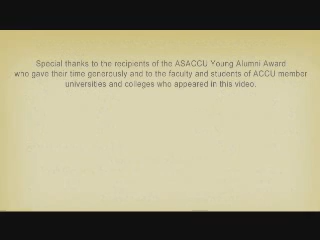 Special thanks to the recipients of the ASACCU Young Alumni Award
who gave their time generously and to the faculty and students of ACCU member
universities and colleges who appeared in this video.